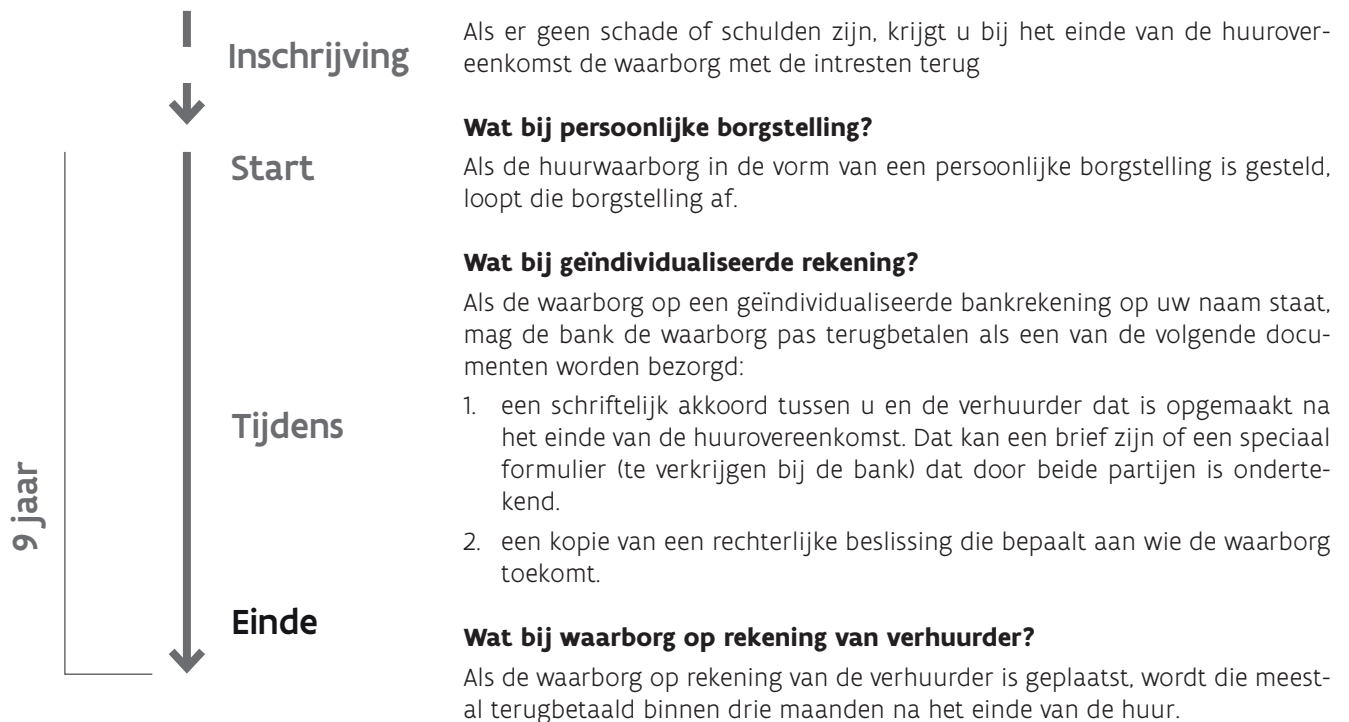 Inschrijving
Start
Tijdens
9 jaar
Einde
Als er geen schade of schulden zijn, krijgt u bij het einde van de huurover-
eenkomst de waarborg met de intresten terug
Wat bij persoonlijke borgstelling?
Als de huurwaarborg in de vorm van een persoonlijke borgstelling is gesteld,
loopt die borgstelling af.
Wat bij geïndividualiseerde rekening?
Als de waarborg op een geïndividualiseerde bankrekening op uw naam staat,
mag de bank de waarborg pas terugbetalen als een van de volgende docu-
menten worden bezorgd:
1. een schriftelijk akkoord tussen u en de verhuurder dat is opgemaakt na
het einde van de huurovereenkomst. Dat kan een brief zijn of een speciaal
formulier (te verkrijgen bij de bank) dat door beide partijen is onderte-
kend.
2. een kopie van een rechterlijke beslissing die bepaalt aan wie de waarborg
toekomt.
Wat bij waarborg op rekening van verhuurder?
Als de waarborg op rekening van de verhuurder is geplaatst, wordt die meest-
al terugbetaald binnen drie maanden na het einde van de huur.